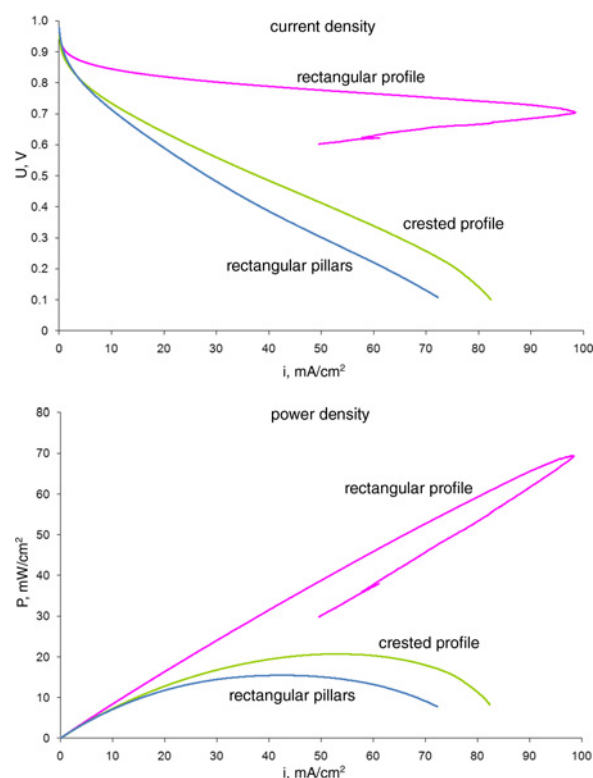 current density
1.0
0.9
0.8
0.7
0.6
0.5
0.4
0.3
0.2
0.1
0
U, V
rectangular profile
crested profile
rectangular pillars
0 10 20 30 40 50 60 70 80 90 100
i, mA/cm²
power density
80
70
60
50
40
30
20
10
0
P, mW/cm²
rectangular profile
crested profile
rectangular pillars
0 10 20 30 40 50 60 70 80 90 100
i, mA/cm²